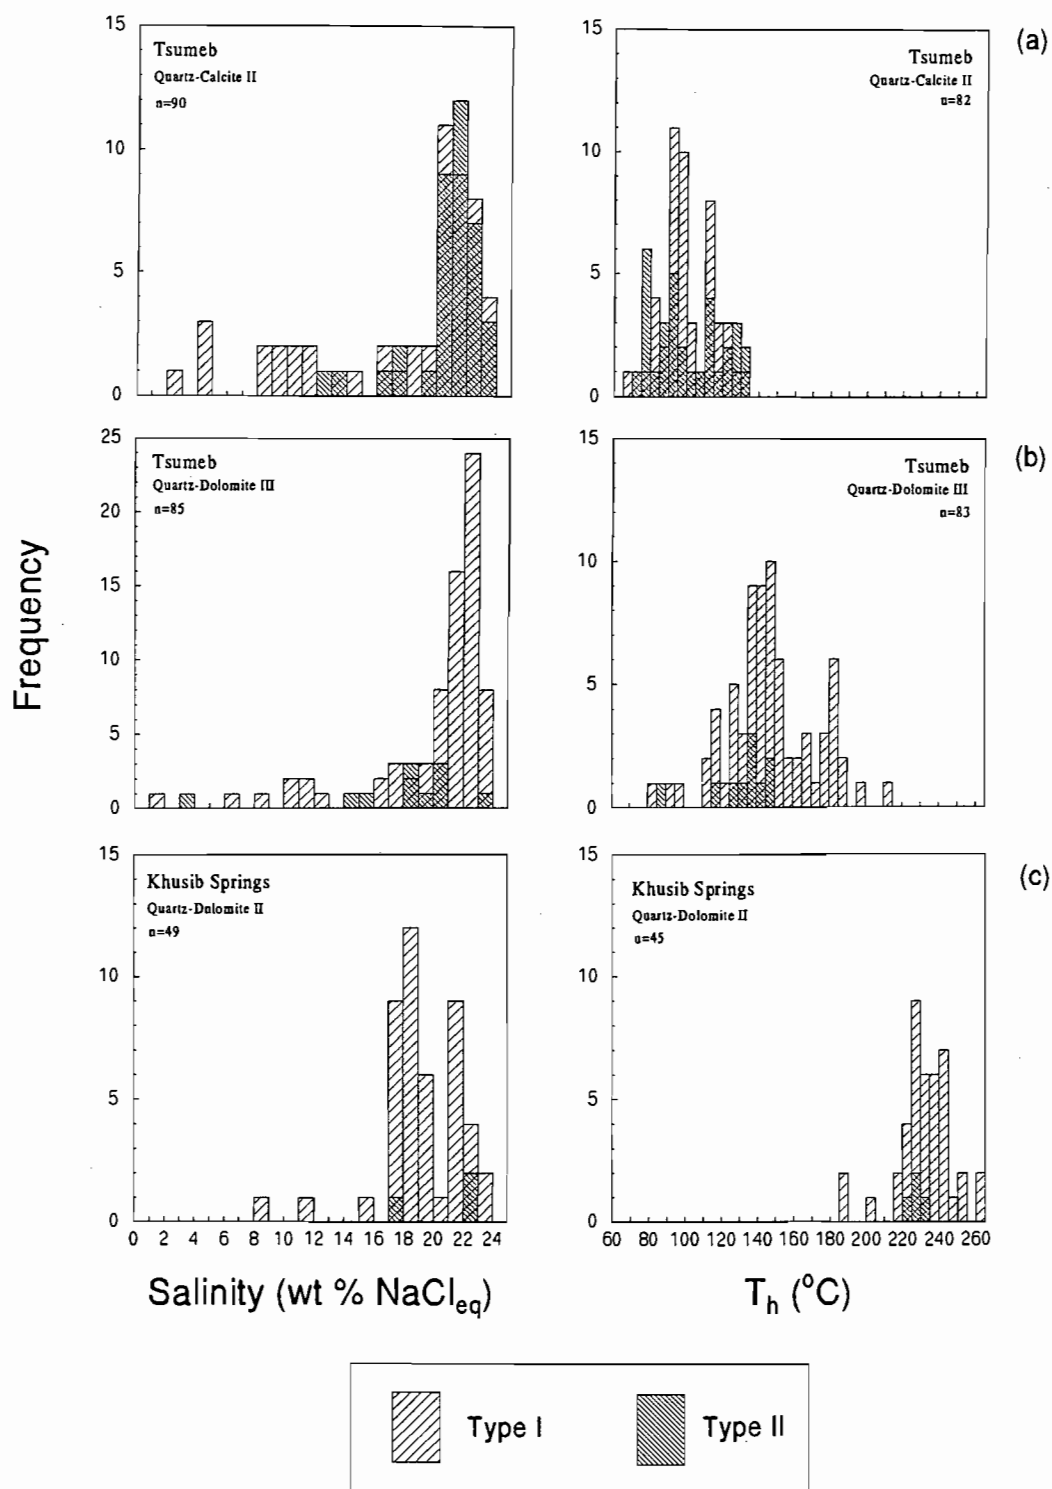 15
10
5
0
Tsumeb
Quartz-Calcite II
n=90
15
10
5
0
Tsumeb
Quartz-Calcite II
n=82
(a)
25
20
15
10
5
0
Tsumeb
Quartz-Dolomite III
n=85
15
10
5
0
Tsumeb
Quartz-Dolomite III
n=83
(b)
Frequency
15
10
5
0
Khusib Springs
Quartz-Dolomite II
n=49
15
10
5
0
Khusib Springs
Quartz-Dolomite II
n=45
(c)
0 2 4 6 8 10 12 14 16 18 20 22 24
60 80 100 120 140 160 180 200 220 240 260
Salinity (wt % NaCleq)
Th (°C)
Type I
Type II